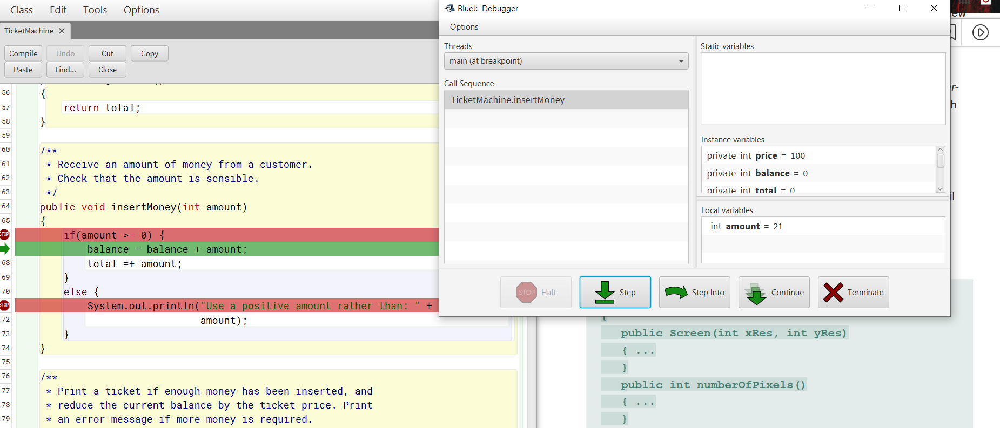 Class Edit Tools Options
TicketMachine
Compile Undo Cut Copy
Paste Find... Close
56 {
57 return total;
58 }
59
60 /**
61 * Receive an amount of money from a customer.
62 * Check that the amount is sensible.
63 */
64 public void insertMoney(int amount)
65 {
STOP if(amount >= 0) {
balance = balance + amount;
68 total =+ amount;
69 }
70 else {
STOP System.out.println("Use a positive amount rather than: " +
72 amount);
73 }
74 }
75
76 /**
77 * Print a ticket if enough money has been inserted, and
78 * reduce the current balance by the ticket price. Print
79 * an error message if more money is required.
BlueJ: Debugger
Options
Threads
main (at breakpoint)
Call Sequence
TicketMachine.insertMoney
Static variables
Instance variables
private int price = 100
private int balance = 0
private int total = 0
Local variables
int amount = 21
STOP Halt Step Step Into Continue Terminate
ew
r-
h
il
{
public Screen(int xRes, int yRes)
{ ...
}
public int numberOfPixels()
{ ...
}